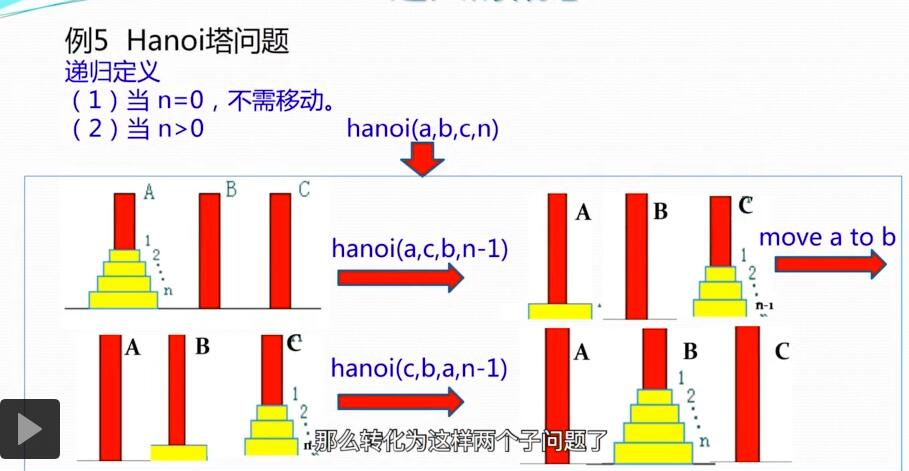 例5 Hanoi塔问题
递归定义
（1）当 n=0，不需移动。
（2）当 n>0
hanoi(a,b,c,n)
A B C
1
2
n
hanoi(a,c,b,n-1)
A B C
1
2
n-1
move a to b
A B C
1
2
hanoi(c,b,a,n-1)
A B C
1
2
n
那么转化为这样两个子问题了